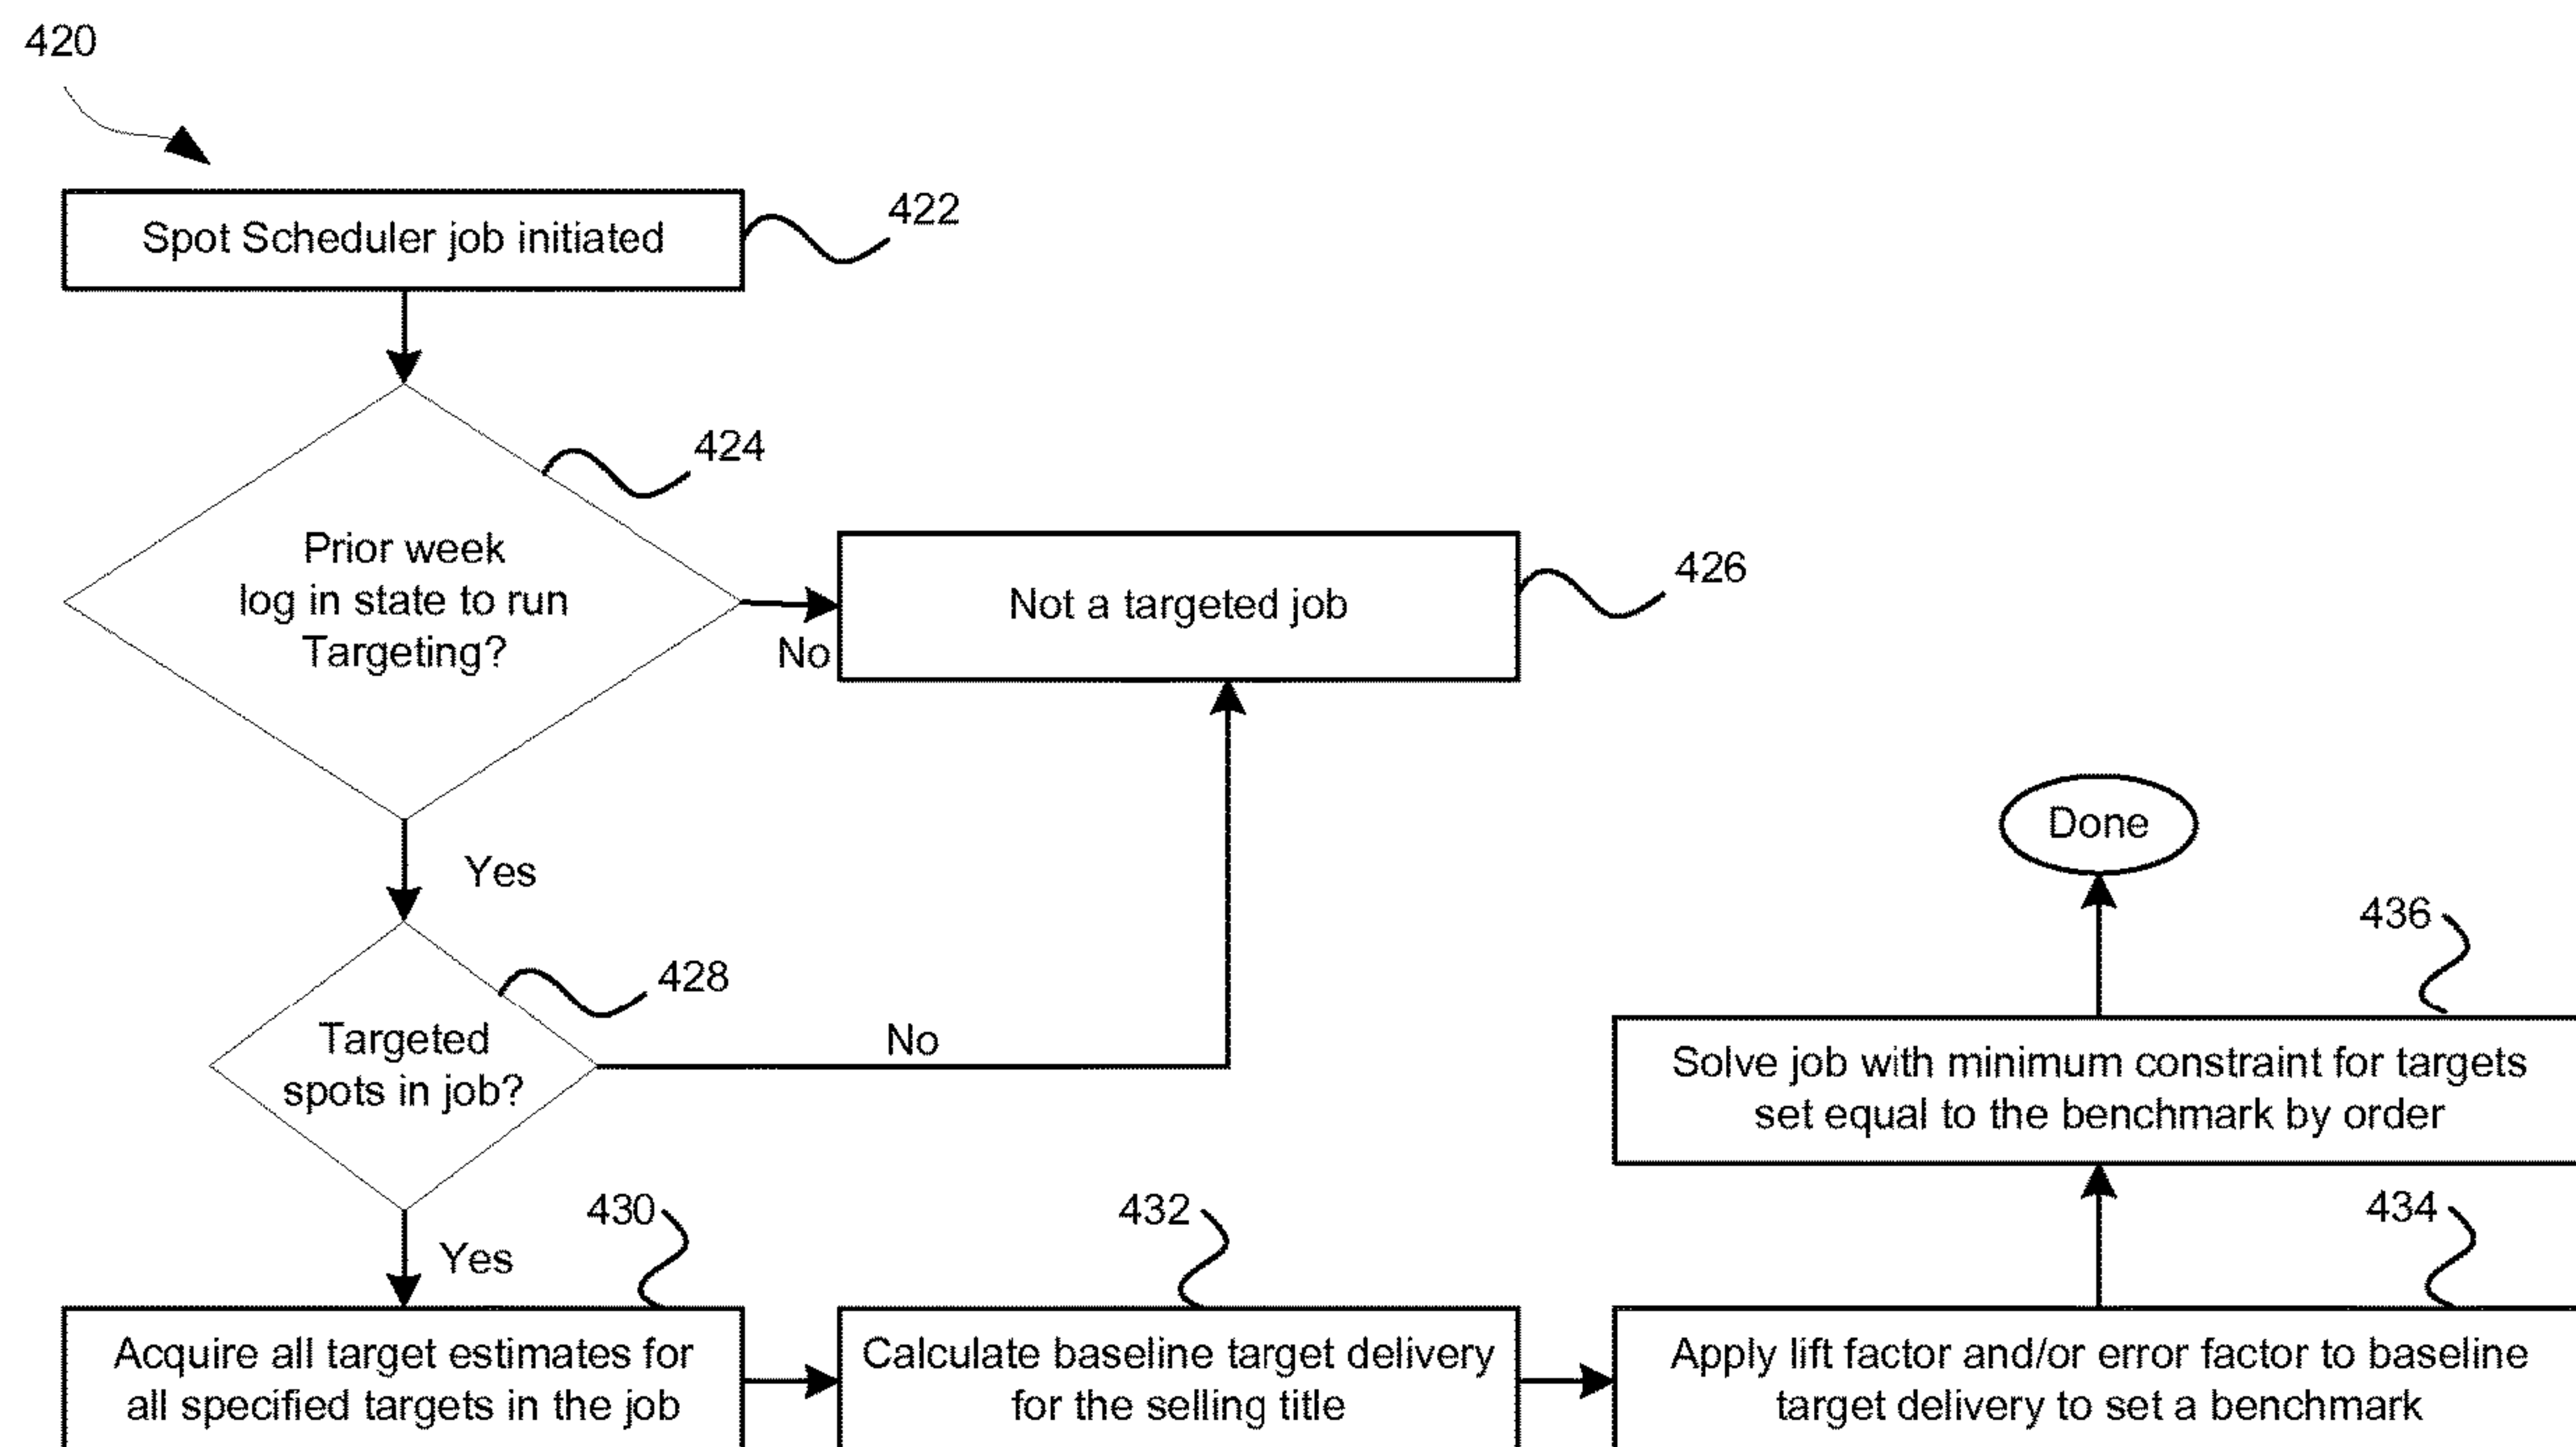 420
Spot Scheduler job initiated
422
424
Prior week
log in state to run
Targeting?
No
Not a targeted job
426
Yes
428
Targeted
spots in job?
No
Done
436
Solve job with minimum constraint for targets
set equal to the benchmark by order
Yes
430
Acquire all target estimates for
all specified targets in the job
432
Calculate baseline target delivery
for the selling title
434
Apply lift factor and/or error factor to baseline
target delivery to set a benchmark